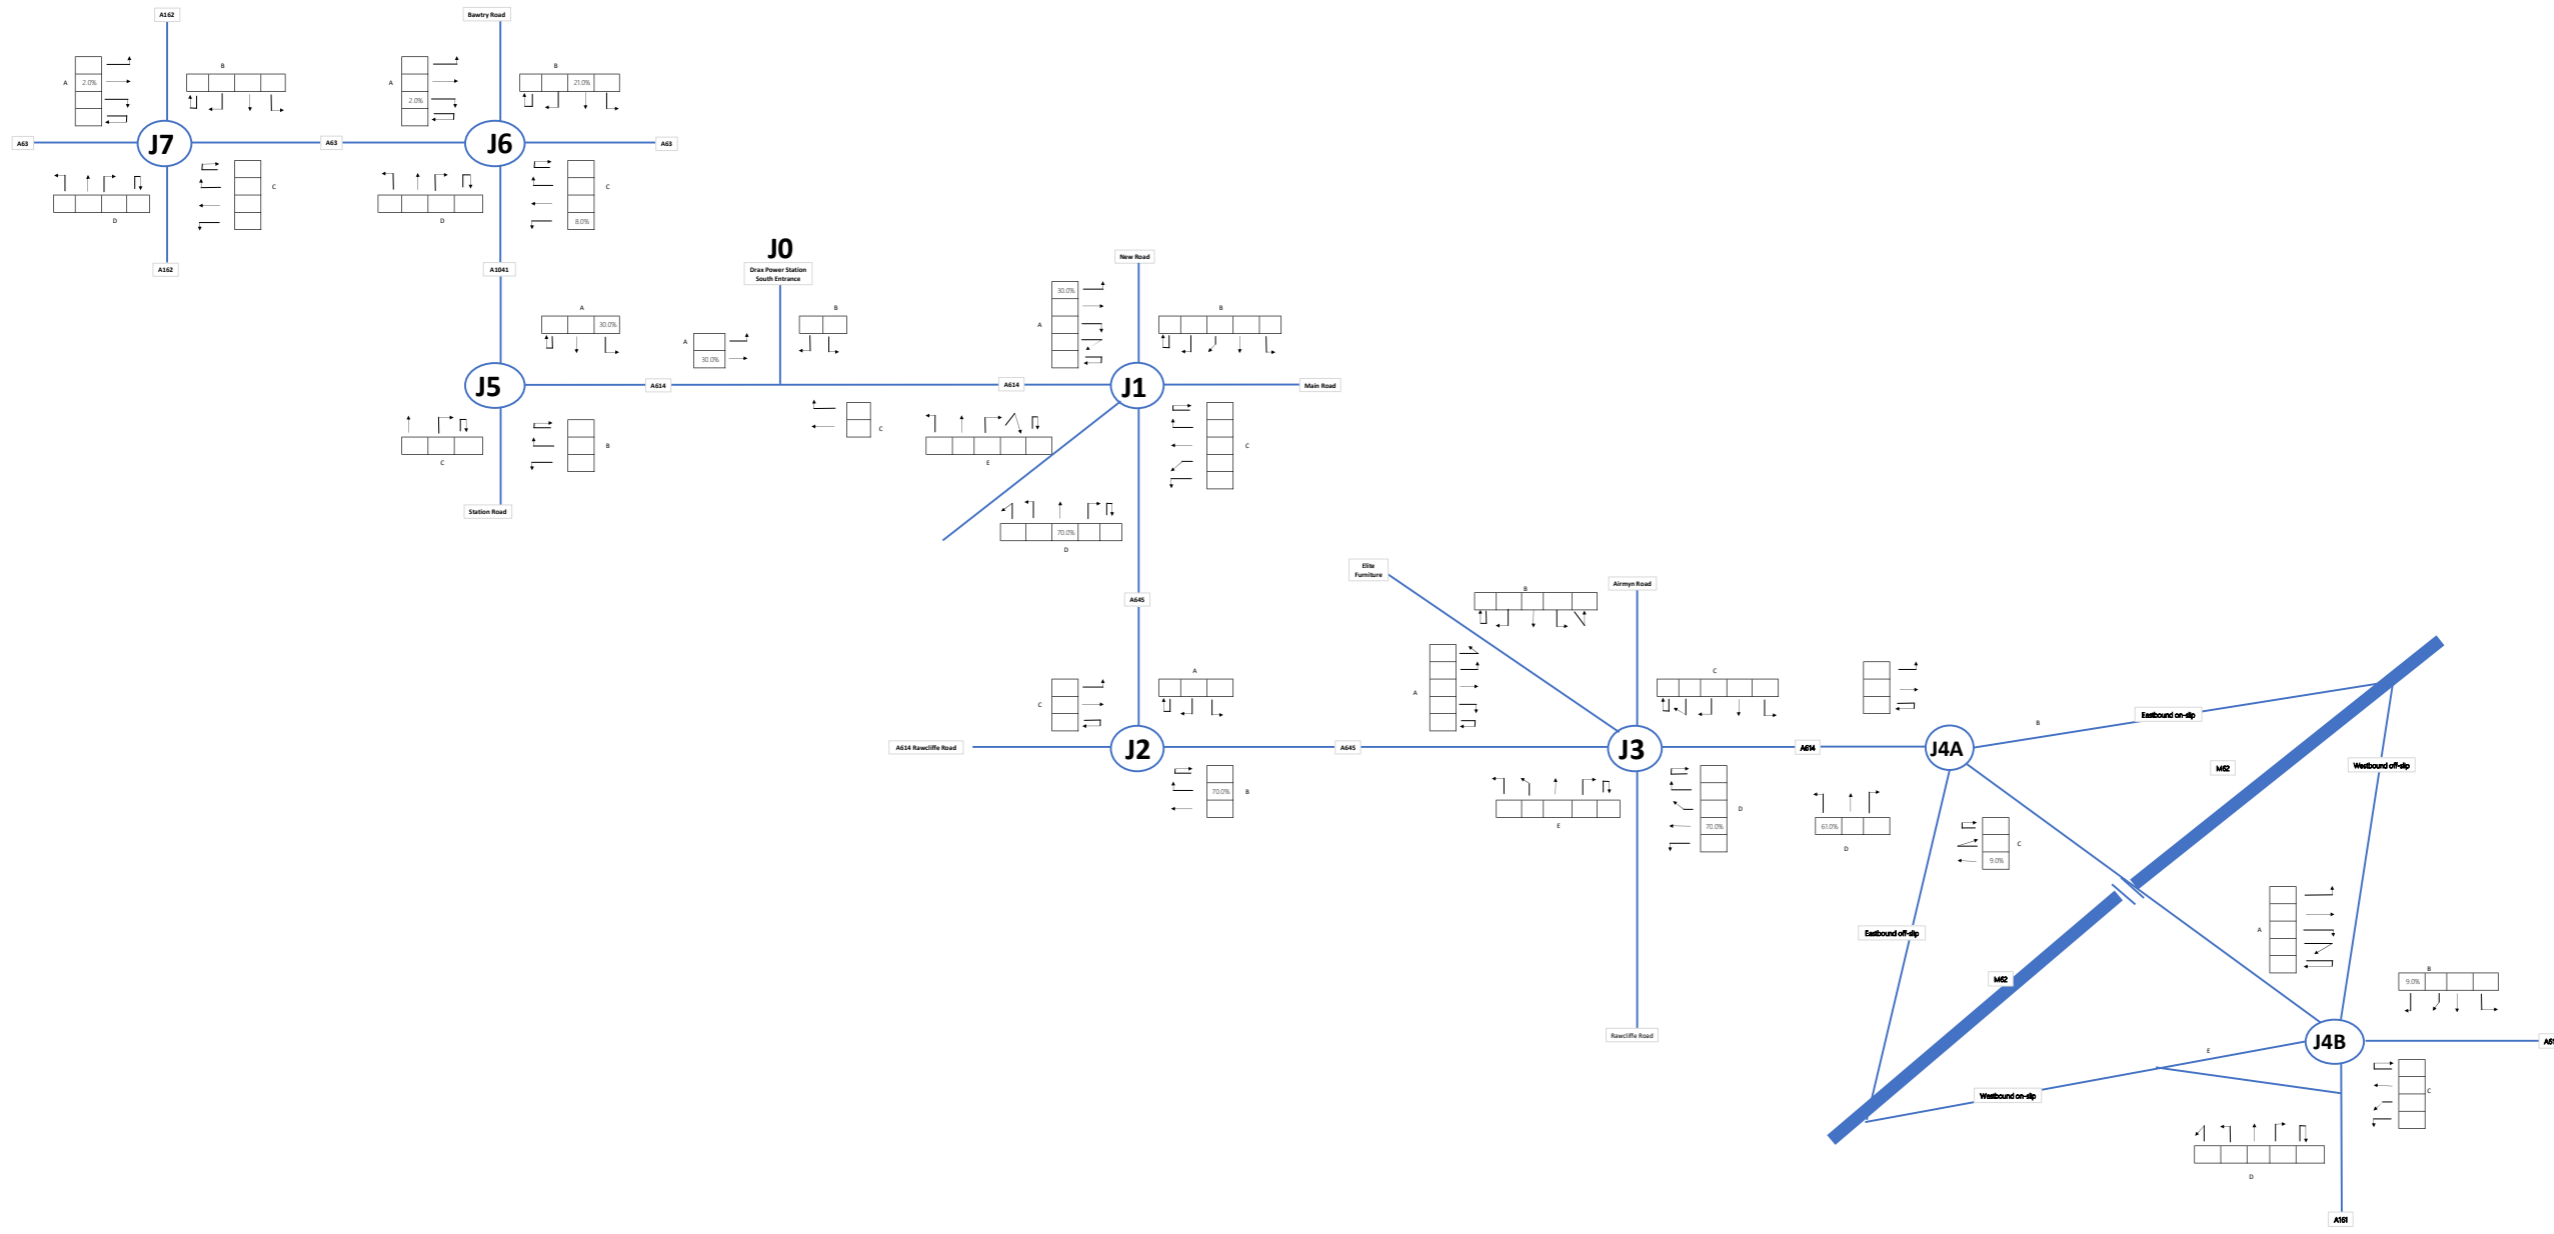 A162
Bawtry Road
B
B
A
2.0%
A
2.0%
21.0%
A63
J7
A63
J6
A63
C
C
D
D
8.0%
A162
A1041
J0
Drax Power Station
South Entrance
New Road
A
30.0%
A
30.0%
B
A
30.0%
B
J5
A614
A614
J1
Main Road
C
B
C
E
C
Station Road
70.0%
D
Elite
Furniture
Airmyn Road
B
A645
A
C
A
C
A614 Rawcliffe Road
J2
A645
J3
A614
J4A
B
Eastbound on-slip
M62
Westbound off-slip
70.0%
B
E
D
70.0%
61.0%
D
C
9.0%
Eastbound off-slip
A
M62
B
9.0%
Rawcliffe Road
J4B
E
C
Westbound on-slip
D
A161